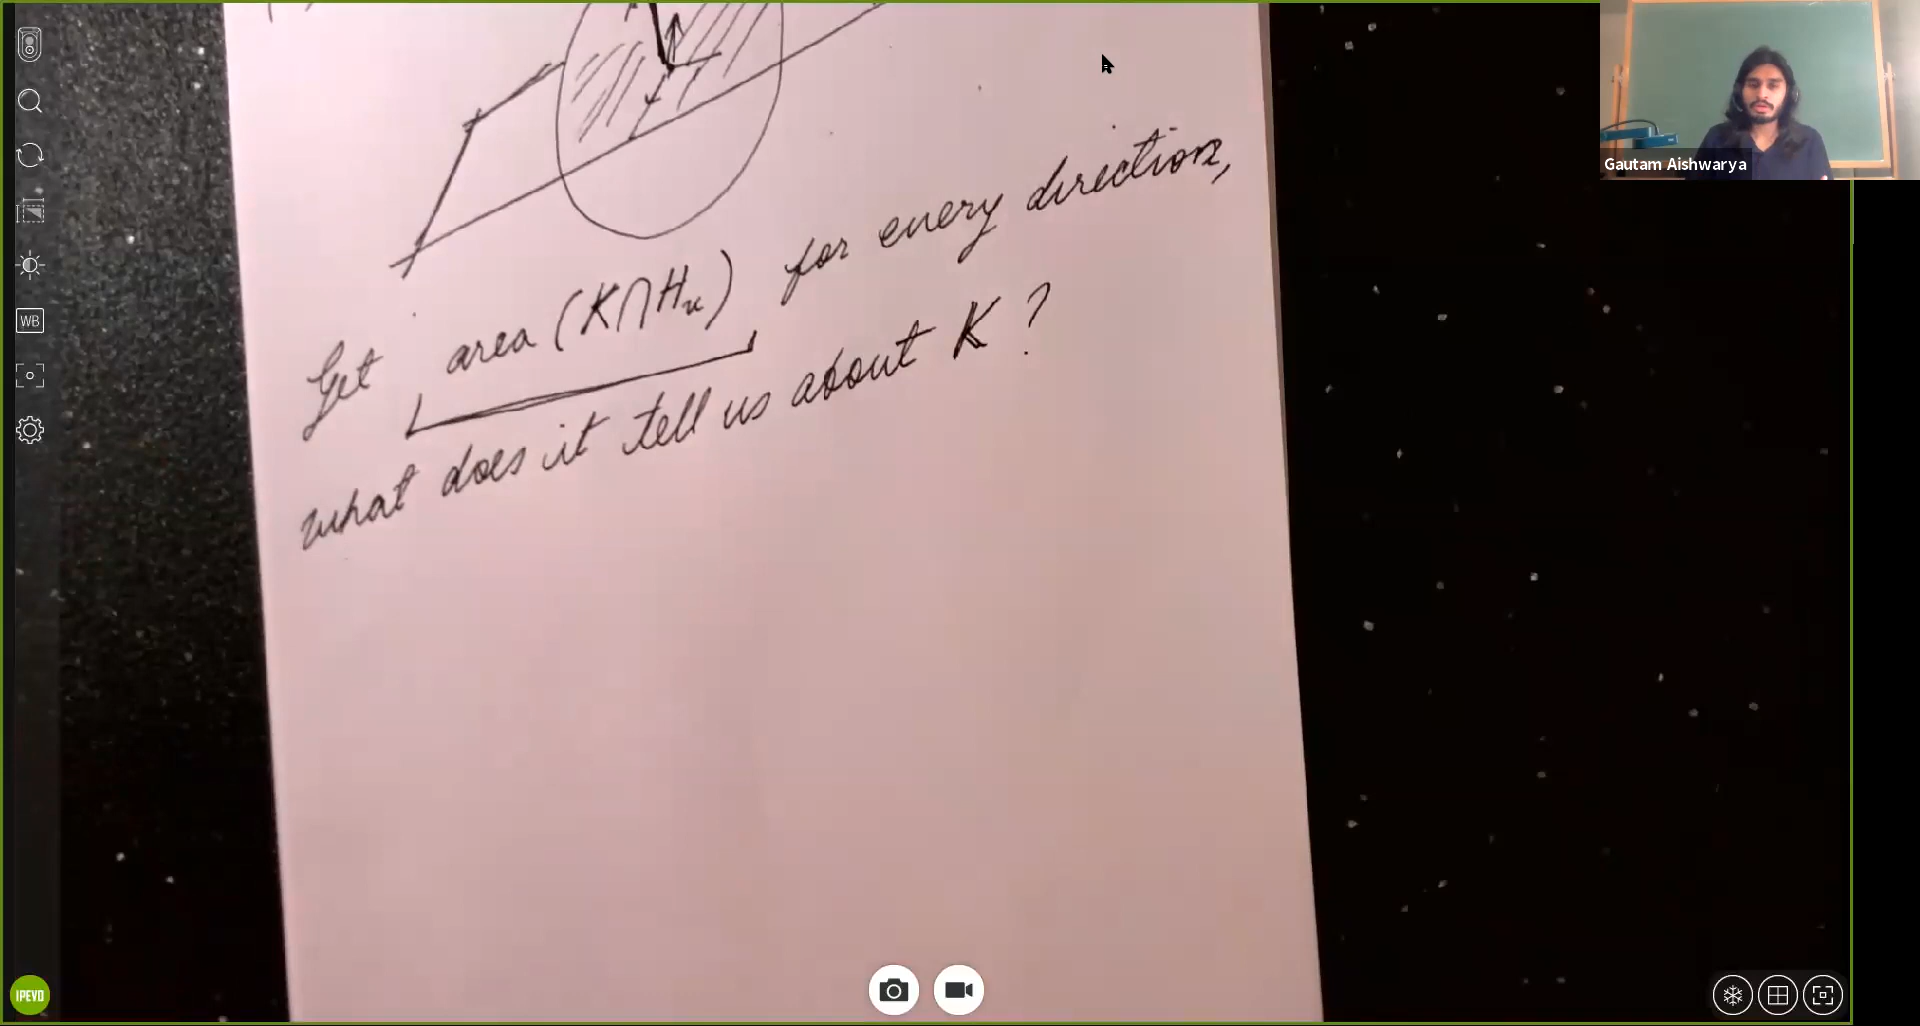 Gautam Aishwarya
Get area (K∩Hu) for every direction,
what does it tell us about K?
WB
IPEVO